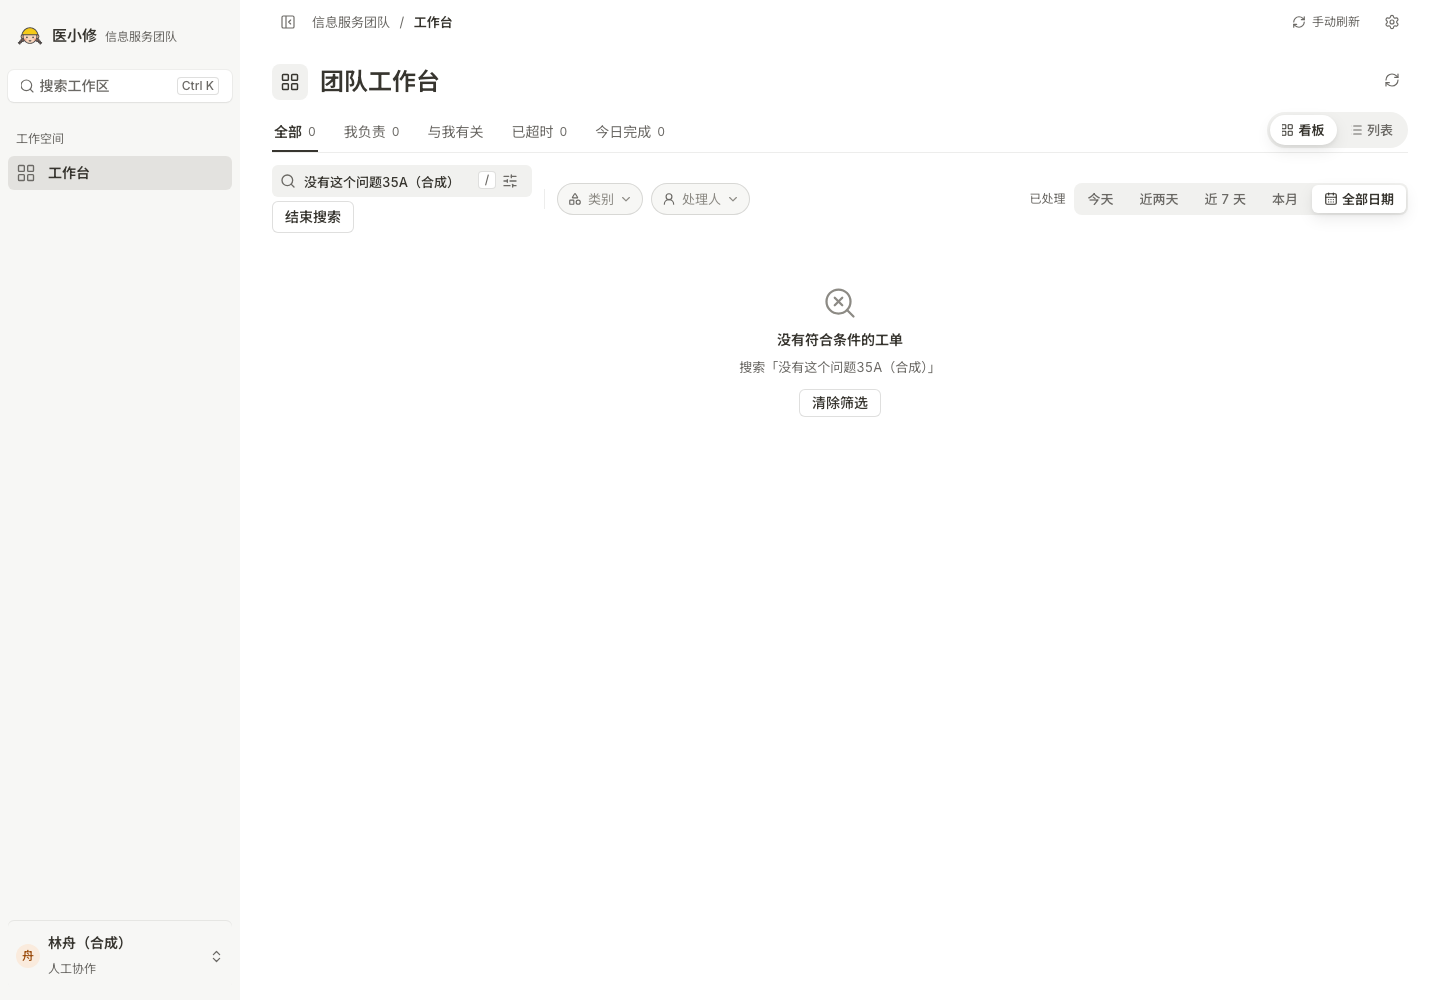 医小修 信息服务团队
搜索工作区 Ctrl K
工作空间
工作台
信息服务团队 / 工作台
手动刷新
团队工作台
全部 0 我负责 0 与我有关 已超时 0 今日完成 0
看板 列表
没有这个问题35A（合成） /
结束搜索
类别 处理人
已处理 今天 近两天 近 7 天 本月 全部日期
没有符合条件的工单
搜索「没有这个问题35A（合成）」
清除筛选
舟 林舟（合成）
人工协作